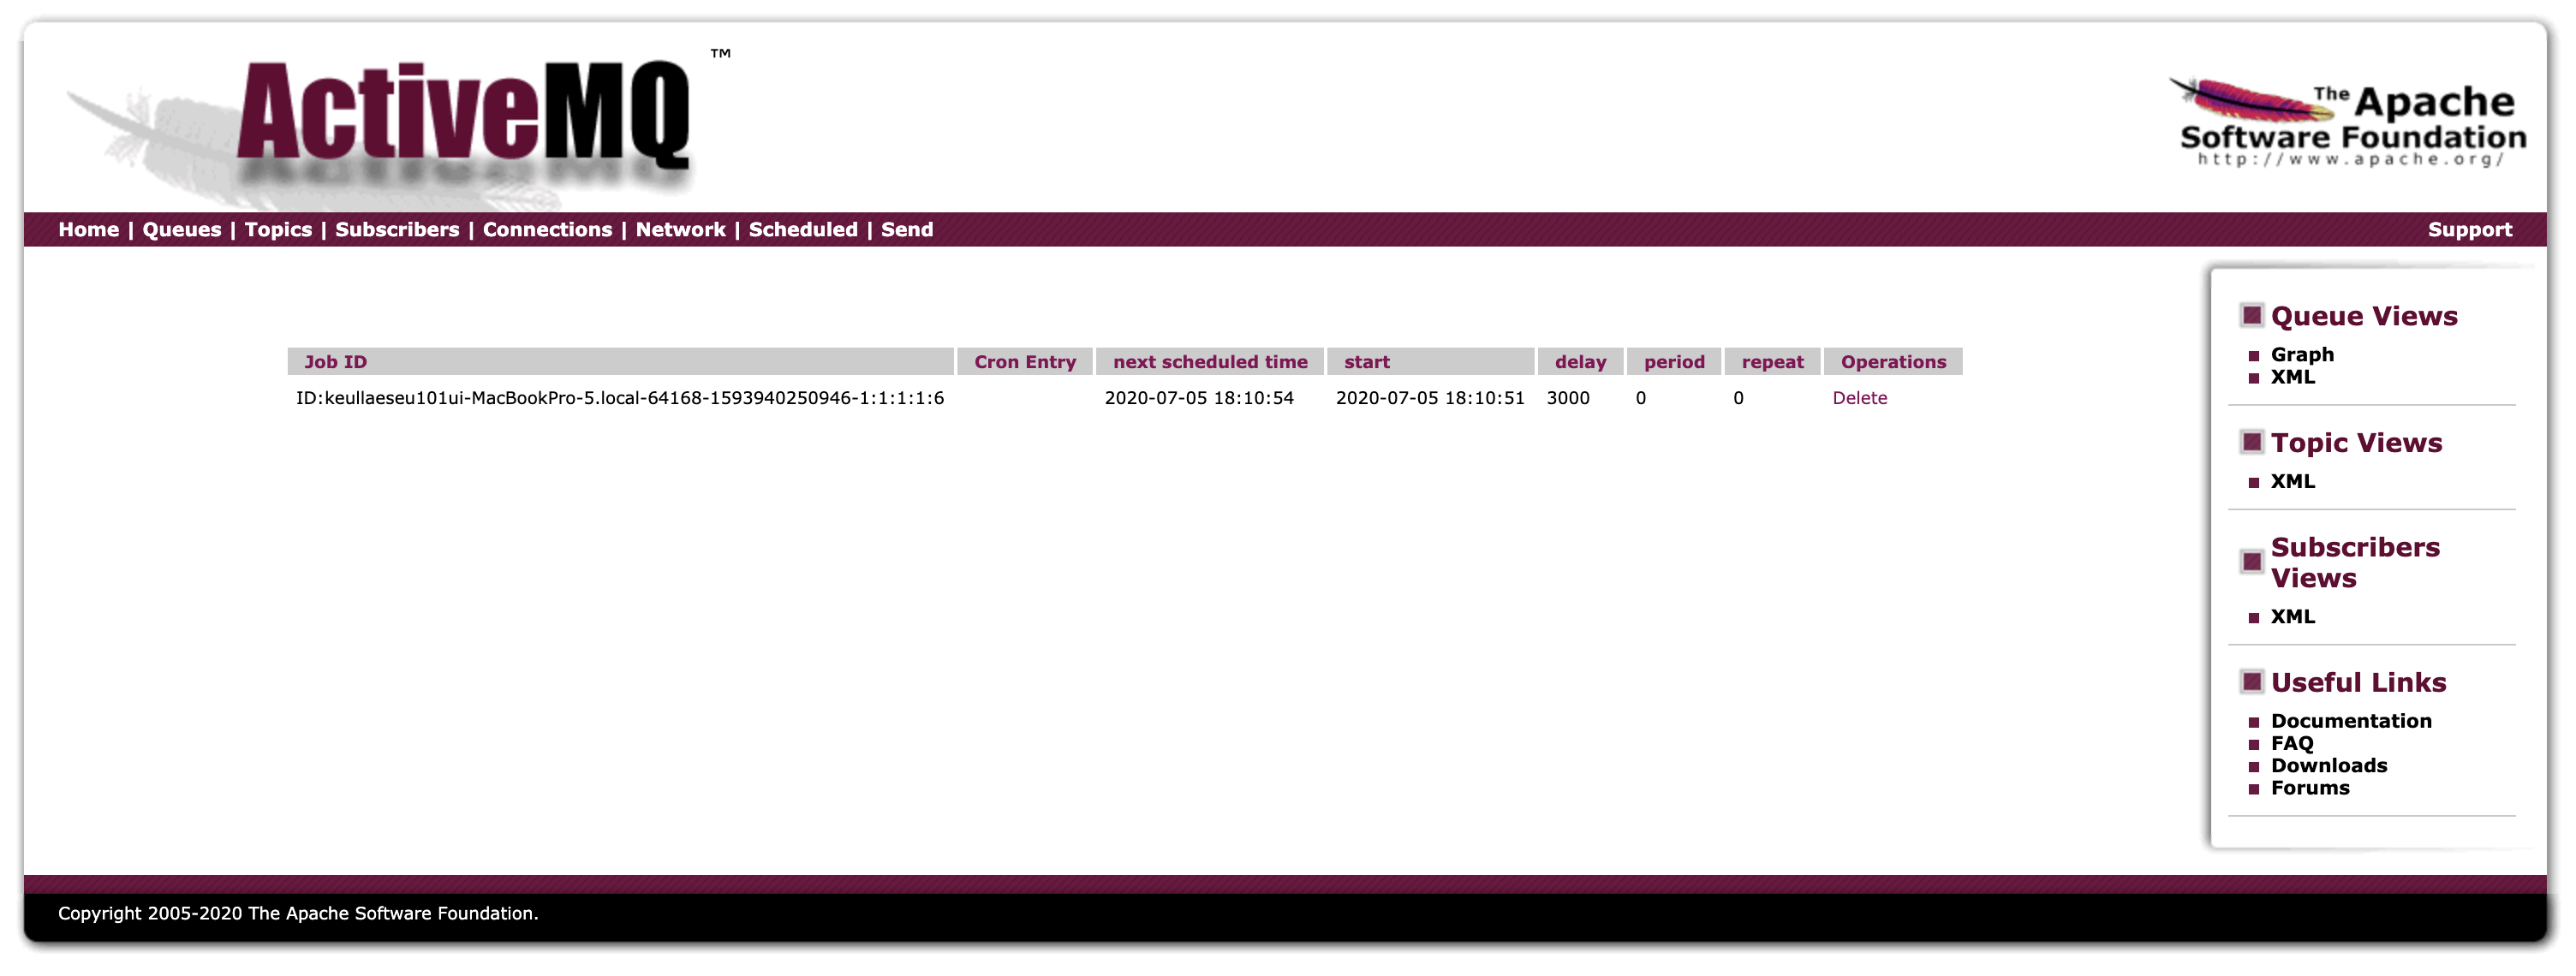 ActiveMQ ™
The Apache
Software Foundation
http://www.apache.org/
Home | Queues | Topics | Subscribers | Connections | Network | Scheduled | Send
Support
Job ID Cron Entry next scheduled time start delay period repeat Operations
ID:keullaeseu101ui-MacBookPro-5.local-64168-1593940250946-1:1:1:1:6 2020-07-05 18:10:54 2020-07-05 18:10:51 3000 0 0 Delete
Queue Views
Graph
XML
Topic Views
XML
Subscribers
Views
XML
Useful Links
Documentation
FAQ
Downloads
Forums
Copyright 2005-2020 The Apache Software Foundation.